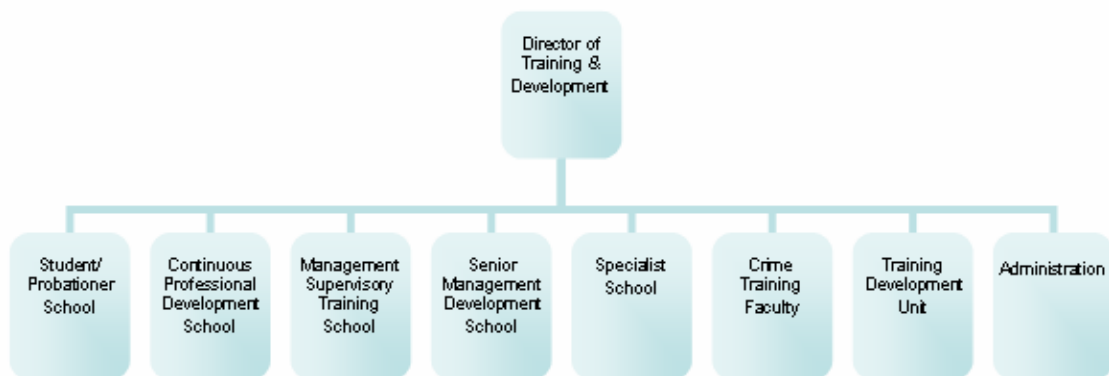 Director of
Training &
Development
Student/
Probationer
School
Continuous
Professional
Development
School
Management
Supervisory
Training
School
Senior
Management
Development
School
Specialist
School
Crime
Training
Faculty
Training
Development
Unit
Administration